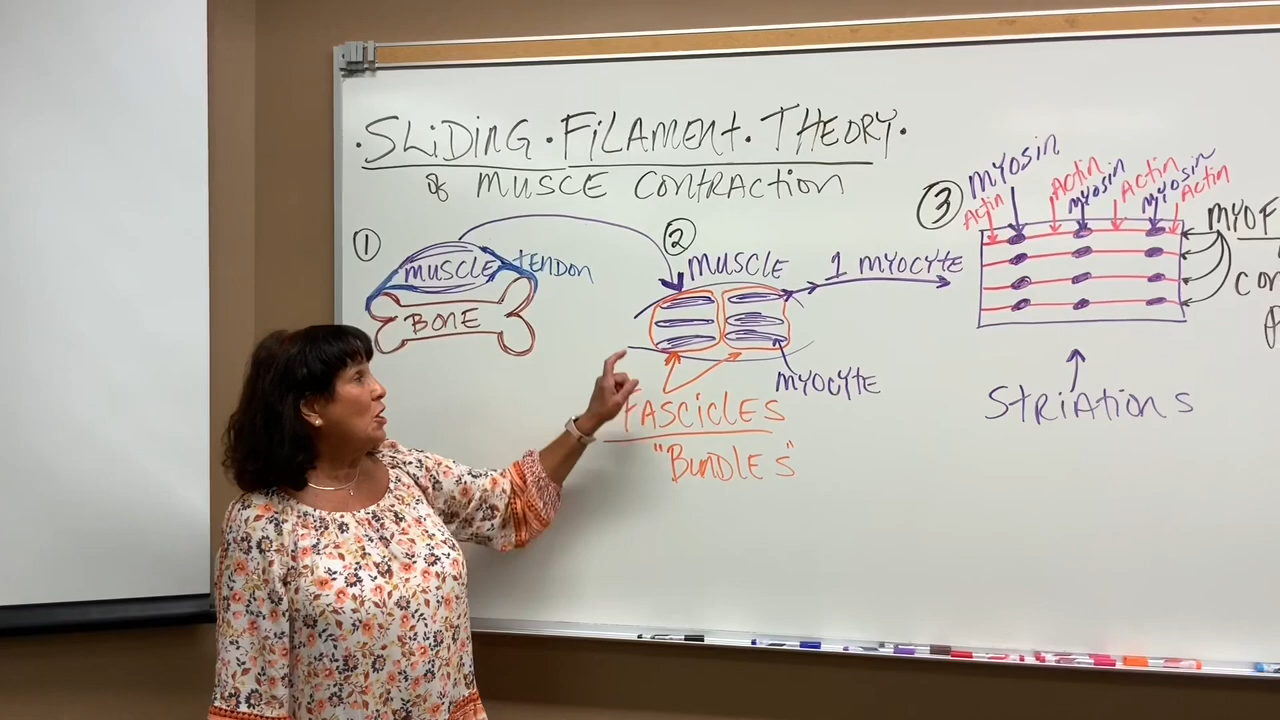 ·SLiDinG·FiLAmenT·THEORY·
of MUSCE CONTRACTION
①
MUSCLE
TENDON
BONE
②
MUSCLE
1 MYOCYTE
MYOCYTE
FASCICLES
"BUNDLES"
③
Actin
MYOSin
Actin
MYOSin
Actin
MYOSin
Actin
STRIATIONS